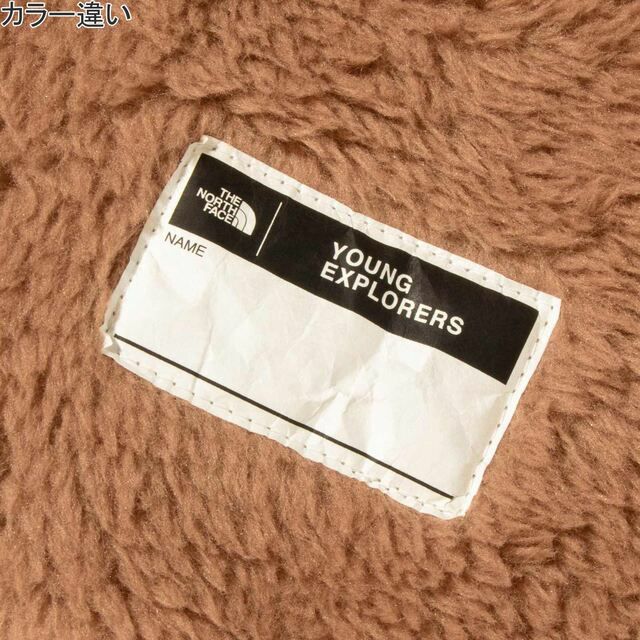 カラー違い
THE
NORTH
FACE
YOUNG
EXPLORERS
NAME